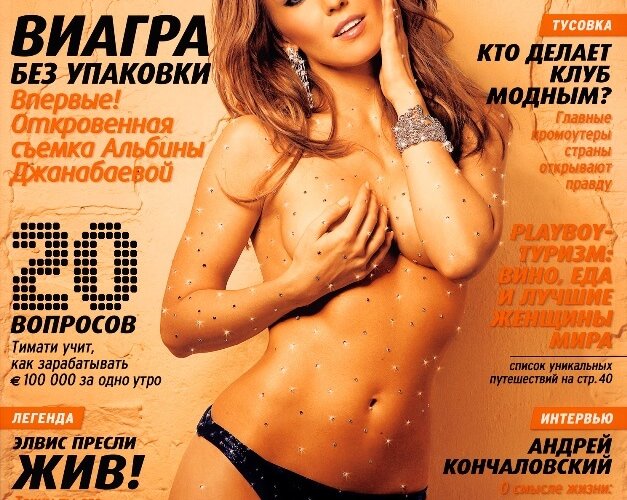 ВИАГРА
БЕЗ УПАКОВКИ
Впервые!
Откровенная
съемка Альбины
Джанабаевой
20
ВОПРОСОВ
Тимати учит,
как зарабатывать
€ 100 000 за одно утро
ЛЕГЕНДА
ЭЛВИС ПРЕСЛИ
ЖИВ!
ТУСОВКА
КТО ДЕЛАЕТ
КЛУБ
МОДНЫМ?
Главные
промоутеры
страны
открывают
правду
PLAYBOY-
ТУРИЗМ:
ВИНО, ЕДА
И ЛУЧШИЕ
ЖЕНЩИНЫ
МИРА
список уникальных
путешествий на стр. 40
ИНТЕРВЬЮ
АНДРЕЙ
КОНЧАЛОВСКИЙ
О смысле жизни: